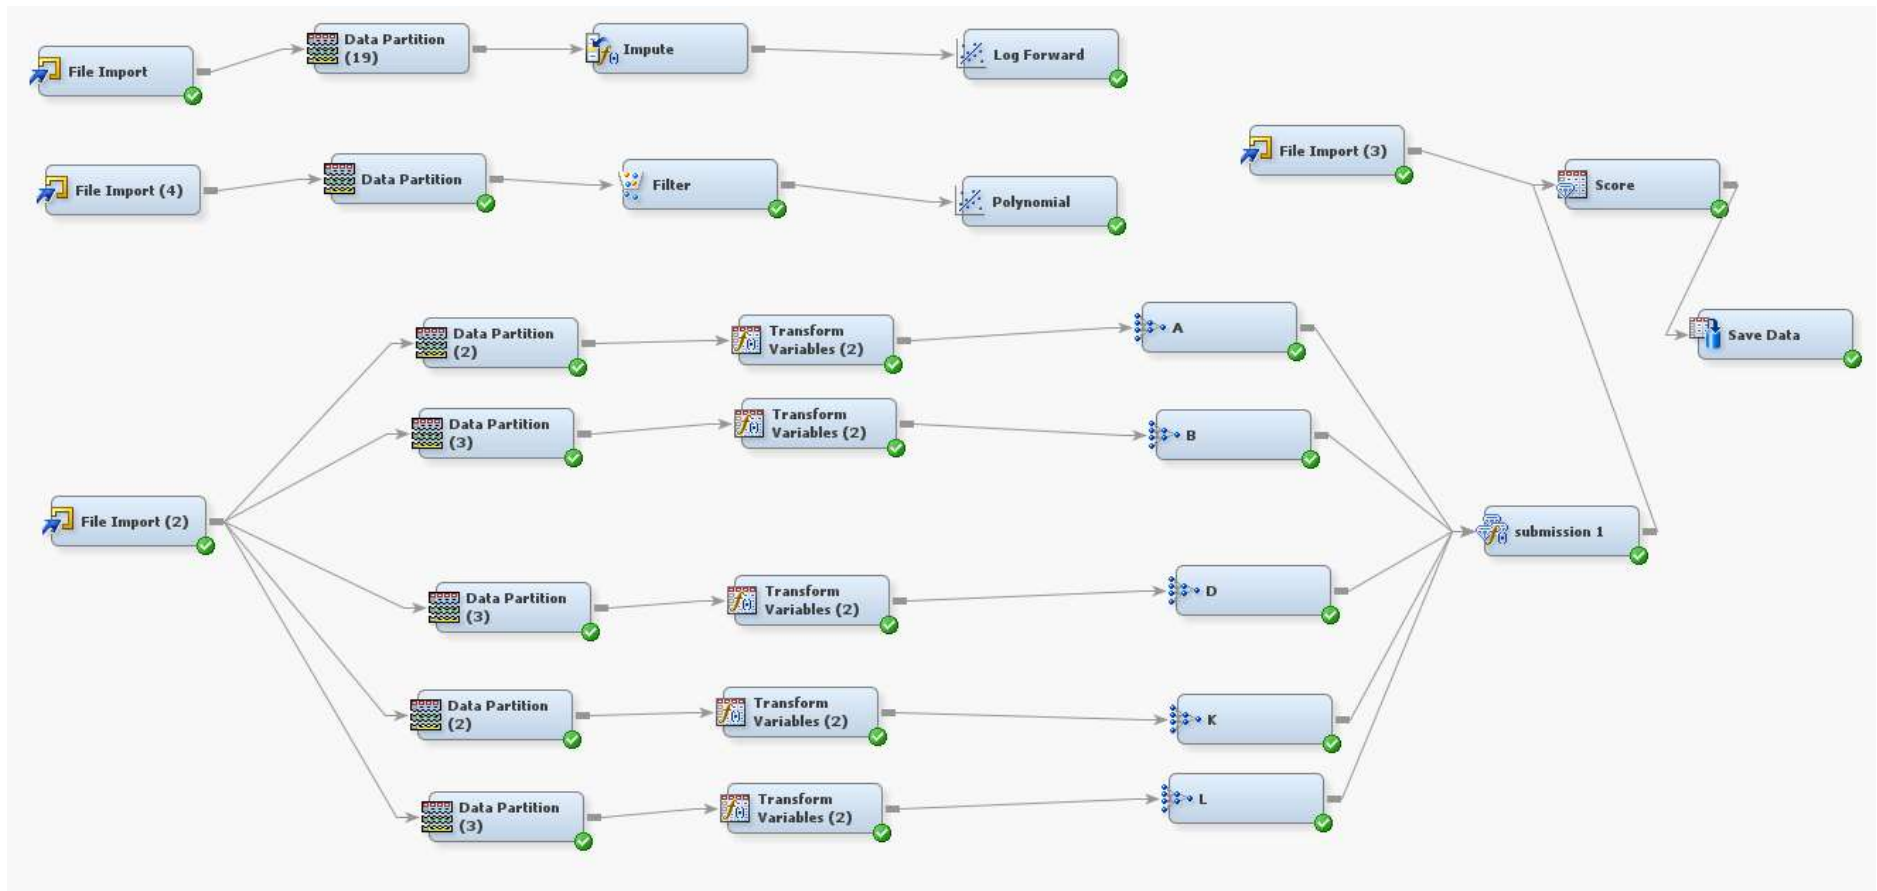 File Import
Data Partition
(19)
Impute
Log Forward
File Import (4)
Data Partition
Filter
Polynomial
File Import (3)
Score
Save Data
File Import (2)
Data Partition
(2)
Transform
Variables (2)
A
Data Partition
(3)
Transform
Variables (2)
B
Data Partition
(3)
Transform
Variables (2)
D
Data Partition
(2)
Transform
Variables (2)
K
Data Partition
(3)
Transform
Variables (2)
L
submission 1